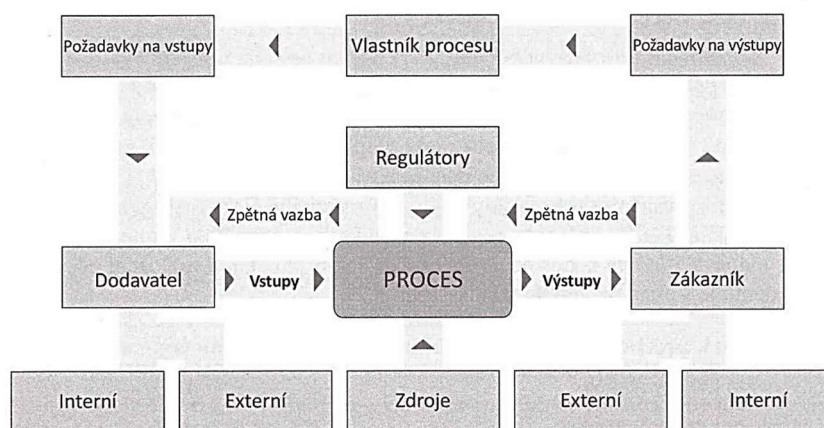 Požadavky na vstupy
Vlastník procesu
Požadavky na výstupy
Regulátory
Zpětná vazba
Zpětná vazba
Dodavatel
Vstupy
PROCES
Výstupy
Zákazník
Interní
Externí
Zdroje
Externí
Interní